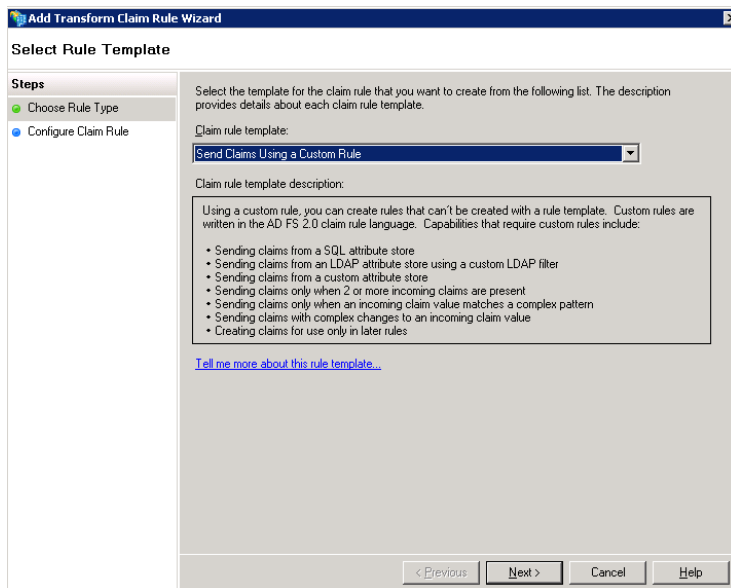 Add Transform Claim Rule Wizard
Select Rule Template
Steps
Choose Rule Type
Configure Claim Rule
Select the template for the claim rule that you want to create from the following list. The description
provides details about each claim rule template.
Claim rule template:
Send Claims Using a Custom Rule
Claim rule template description:
Using a custom rule, you can create rules that can't be created with a rule template. Custom rules are
written in the AD FS 2.0 claim rule language. Capabilities that require custom rules include:
• Sending claims from a SQL attribute store
• Sending claims from an LDAP attribute store using a custom LDAP filter
• Sending claims from a custom attribute store
• Sending claims only when 2 or more incoming claims are present
• Sending claims only when an incoming claim value matches a complex pattern
• Sending claims with complex changes to an incoming claim value
• Creating claims for use only in later rules
Tell me more about this rule template...
< Previous
Next >
Cancel
Help